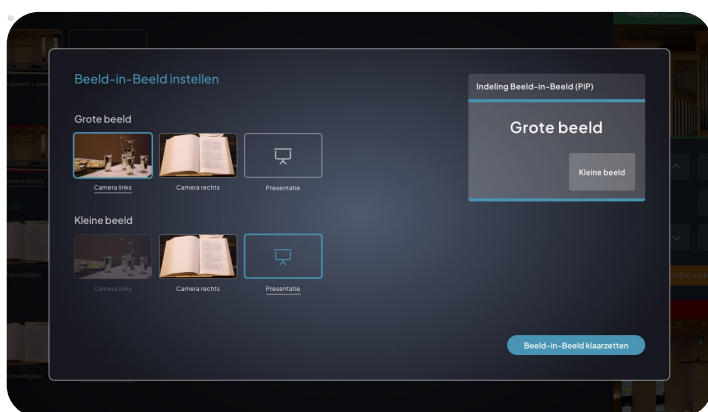 PREVIEW
Beeld-in-Beeld instellen
Indeling Beeld-in-Beeld (PiP)
Grote beeld
Grote beeld
Kleine beeld
Camera links
Camera rechts
Presentatie
Kleine beeld
Camera links
Camera rechts
Presentatie
Beeld-in-Beeld klaarzetten